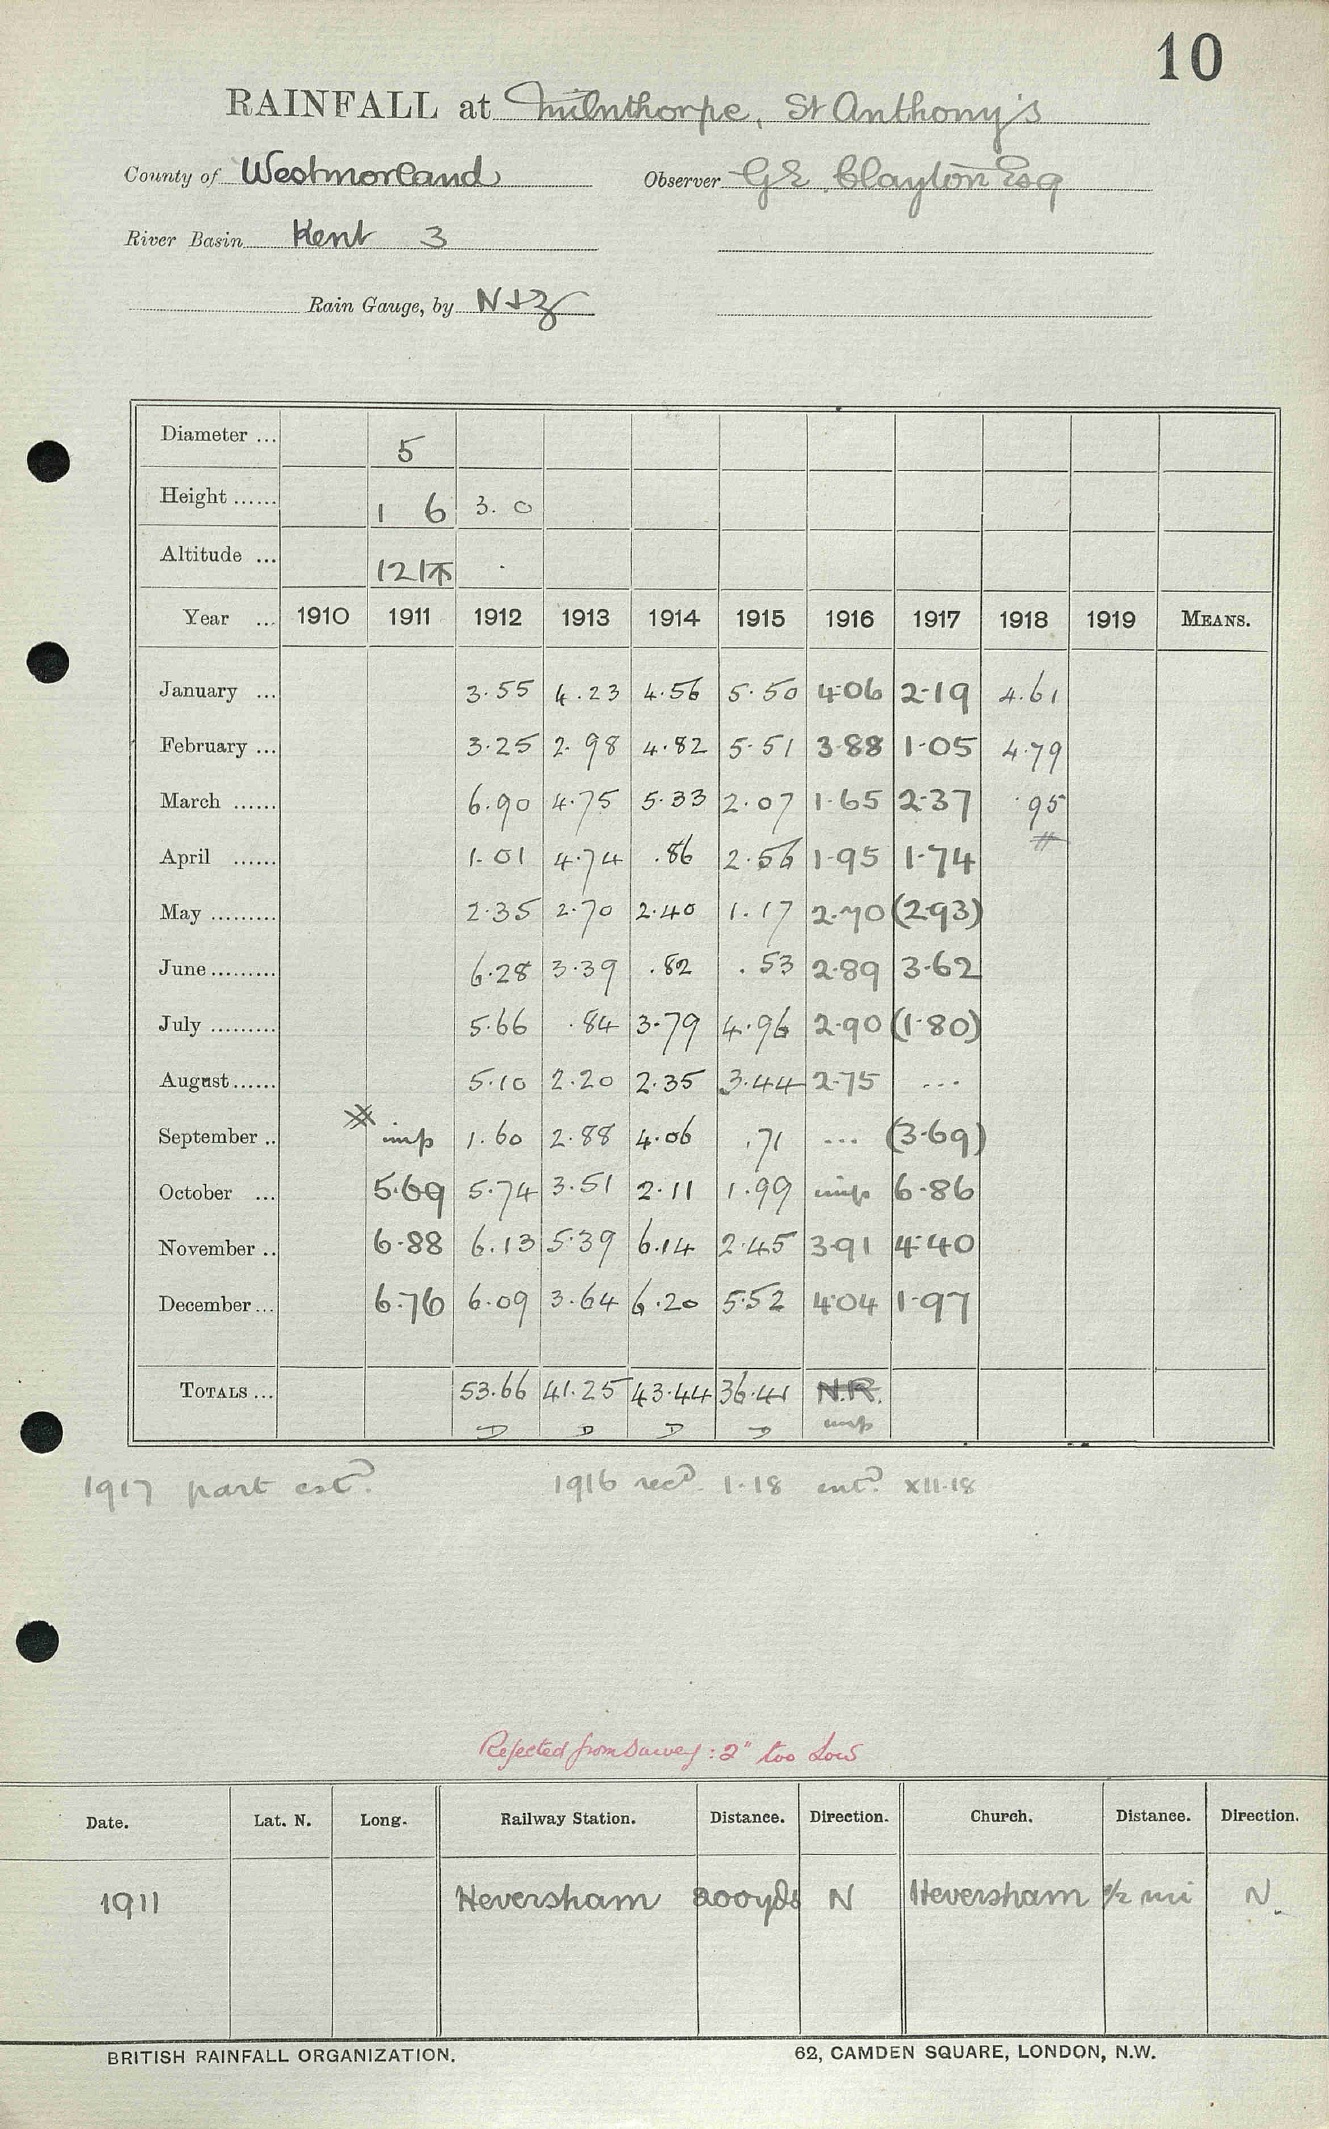 10
RAINFALL at Milnthorpe, St Anthony's
County of Westmorland Observer G E Clayton Esq
River Basin Kent 3
Rain Gauge, by N+Z
Diameter ... 5
Height ...... 1 6 3. 0
Altitude ... 121
Year ... 1910 1911 1912 1913 1914 1915 1916 1917 1918 1919 MEANS.
January ... 3.55 4.23 4.56 5.50 4.06 2.19 4.61
February ... 3.25 2.98 4.82 5.51 3.88 1.05 4.79
March ...... 6.90 4.75 5.33 2.07 1.65 2.37 .95
April ...... 1.01 4.74 .86 2.56 1.95 1.74
May ......... 2.35 2.70 2.40 1.17 2.70 (2.93)
June ......... 6.28 3.39 .82 .53 2.89 3.62
July ......... 5.66 .84 3.79 4.96 2.90 (1.80)
August ...... 5.10 2.20 2.35 3.44 2.75 ...
September .. imp 1.60 2.88 4.06 .71 ... (3.69)
October ... 5.69 5.74 3.51 2.11 1.99 imp 6.86
November .. 6.88 6.13 5.39 6.14 2.45 3.91 4.40
December ... 6.76 6.09 3.64 6.20 5.52 4.04 1.97
TOTALS ... 53.66 41.25 43.44 36.41 N.R.
D D D D imp
1917 part est.d 1916 rec.d 1.18 ent.d XII.18
Rejected from Survey : 2" too Low
Date. Lat. N. Long. Railway Station. Distance. Direction. Church. Distance. Direction.
1911 Heversham 200yds N Heversham ½ mi N.
BRITISH RAINFALL ORGANIZATION. 62, CAMDEN SQUARE, LONDON, N.W.